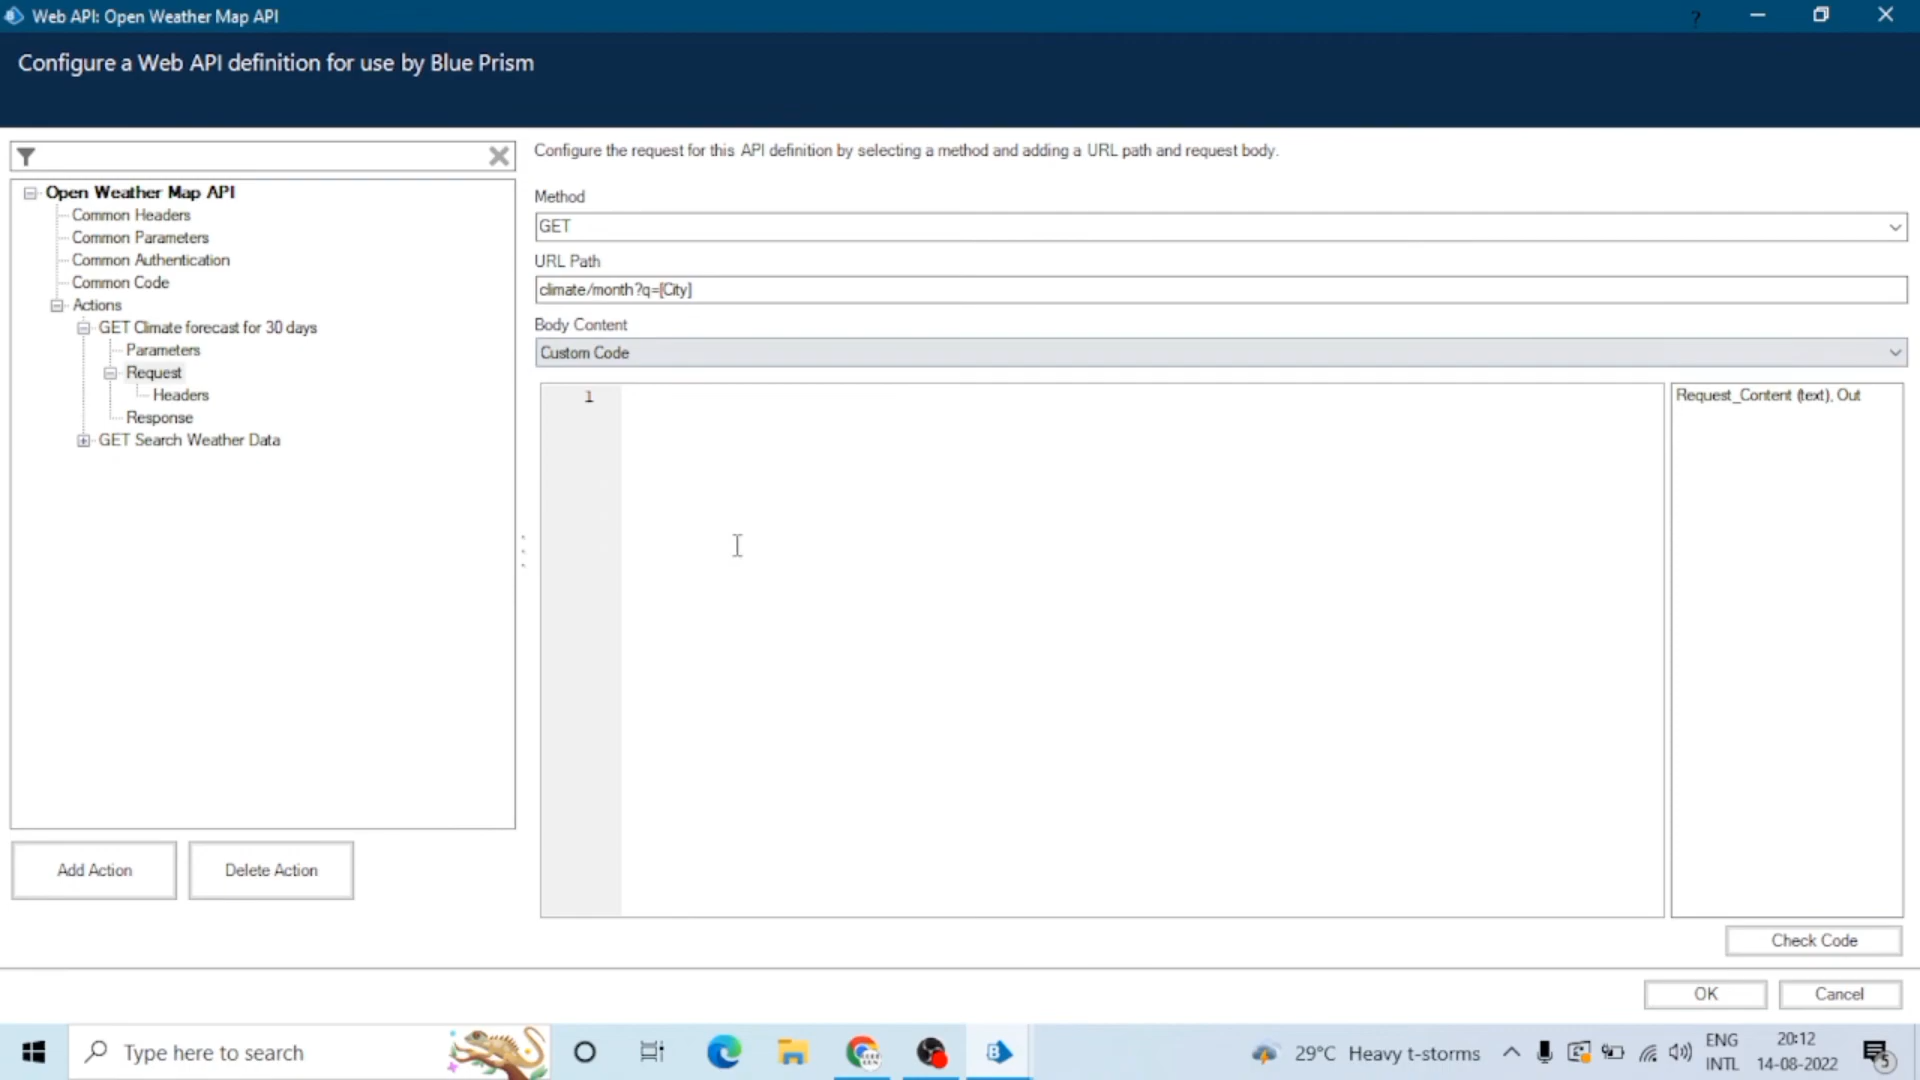 Web API: Open Weather Map API
?
Configure a Web API definition for use by Blue Prism
Configure the request for this API definition by selecting a method and adding a URL path and request body.
Open Weather Map API
Common Headers
Common Parameters
Common Authentication
Common Code
Actions
GET Climate forecast for 30 days
Parameters
Request
Headers
Response
GET Search Weather Data
Method
GET
URL Path
climate/month?q=[City]
Body Content
Custom Code
1
Request_Content (text), Out
Add Action
Delete Action
Check Code
OK
Cancel
Type here to search
29°C Heavy t-storms
ENG
INTL
20:12
14-08-2022
5